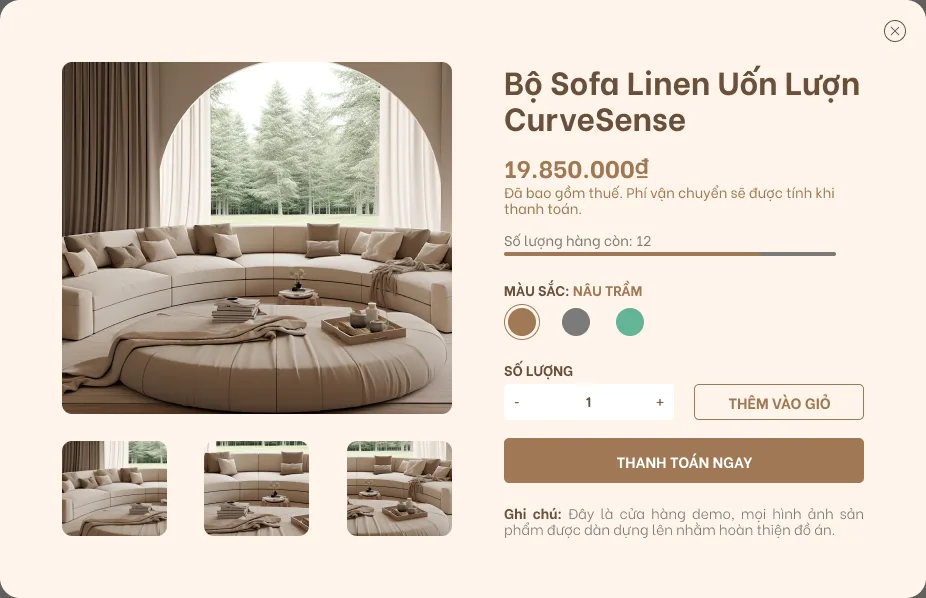 Bộ Sofa Linen Uốn Lượn
CurveSense
19.850.000₫
Đã bao gồm thuế. Phí vận chuyển sẽ được tính khi
thanh toán.
Số lượng hàng còn: 12
MÀU SẮC: NÂU TRẦM
SỐ LƯỢNG
- 1 +
THÊM VÀO GIỎ
THANH TOÁN NGAY
Ghi chú: Đây là cửa hàng demo, mọi hình ảnh sản
phẩm được dàn dựng lên nhằm hoàn thiện đồ án.